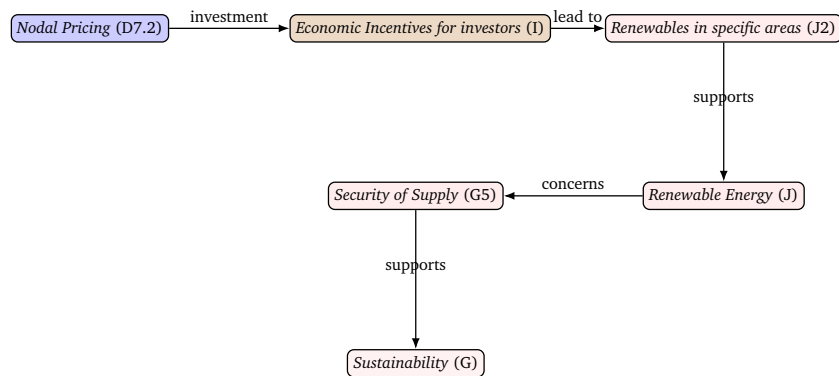 Nodal Pricing (D7.2)
investment
Economic Incentives for investors (I)
lead to
Renewables in specific areas (J2)
supports
Security of Supply (G5)
concerns
Renewable Energy (J)
supports
Sustainability (G)